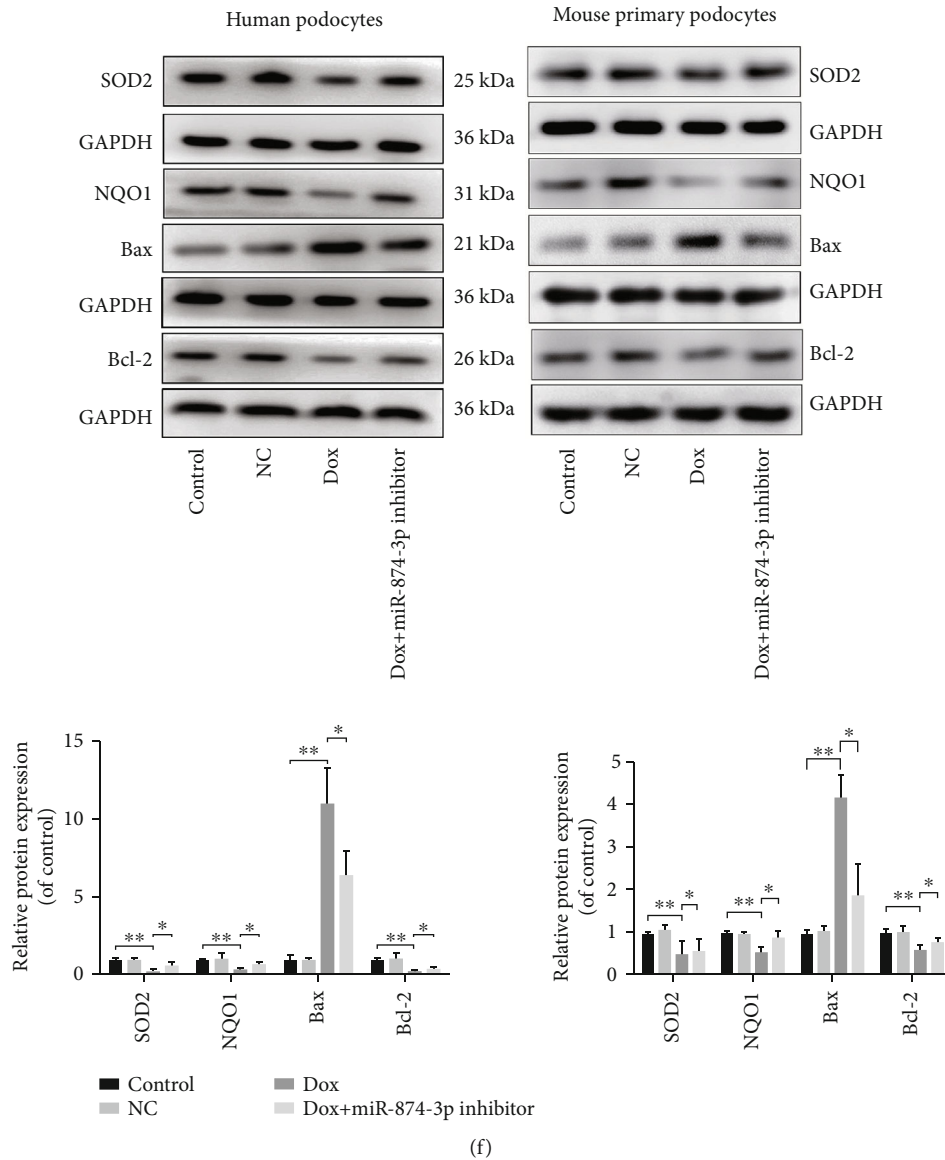 Human podocytes
Mouse primary podocytes
SOD2 25 kDa SOD2
GAPDH 36 kDa GAPDH
NQO1 31 kDa NQO1
Bax 21 kDa Bax
GAPDH 36 kDa GAPDH
Bcl-2 26 kDa Bcl-2
GAPDH 36 kDa GAPDH
Control
NC
Dox
Dox+miR-874-3p inhibitor
Control
NC
Dox
Dox+miR-874-3p inhibitor
Relative protein expression
(of control)
15
10
5
0
** *
** *
** *
** *
SOD2
NQO1
Bax
Bcl-2
Relative protein expression
(of control)
5
4
3
2
1
0
** *
** *
** *
** *
SOD2
NQO1
Bax
Bcl-2
Control
NC
Dox
Dox+miR-874-3p inhibitor
(f)